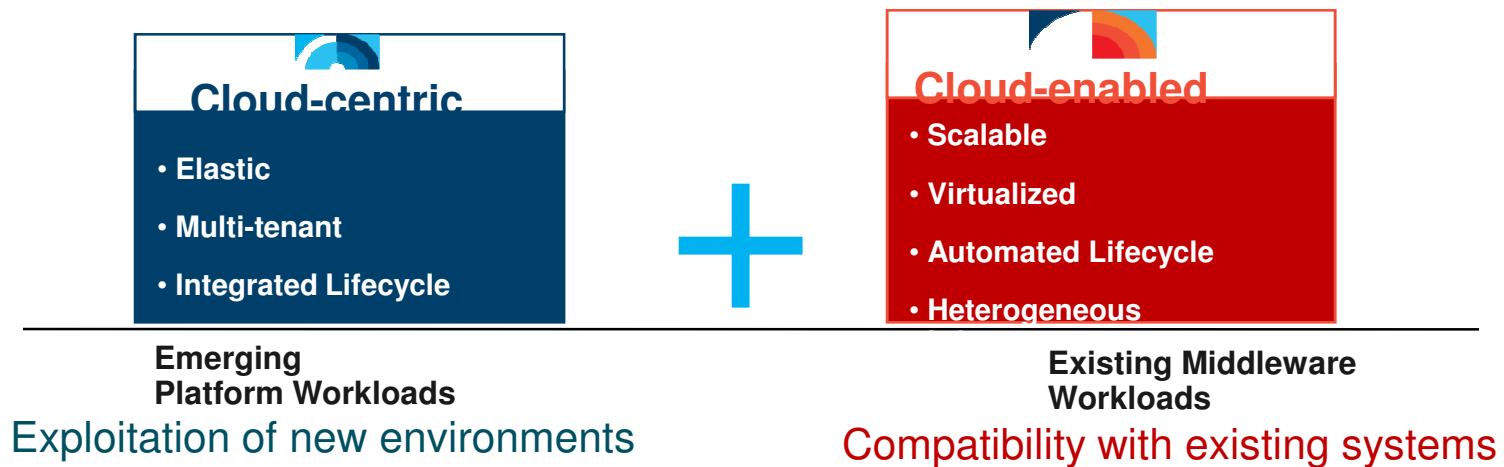 Cloud-centric
• Elastic
• Multi-tenant
• Integrated Lifecycle
Emerging
Platform Workloads
Exploitation of new environments
Cloud-enabled
• Scalable
• Virtualized
• Automated Lifecycle
• Heterogeneous
Existing Middleware
Workloads
Compatibility with existing systems